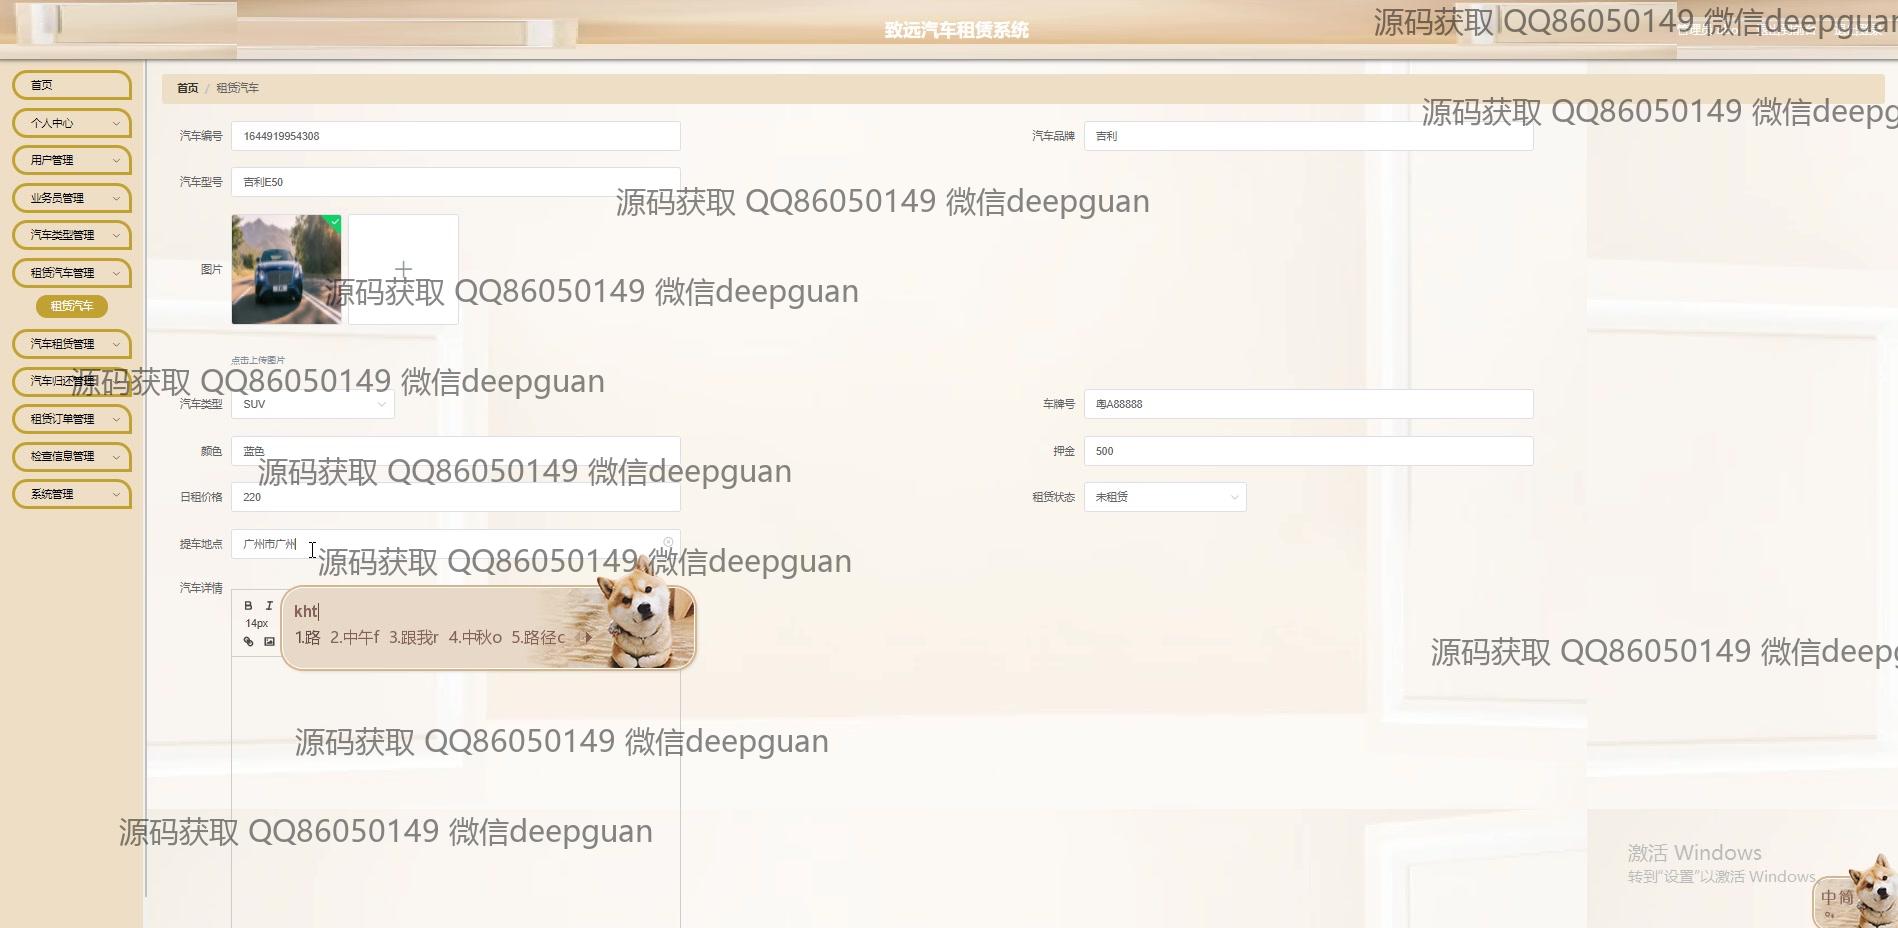 致远汽车租赁系统
源码获取 QQ86050149 微信deepguan
首页
个人中心
用户管理
业务员管理
汽车类型管理
租赁汽车管理
租赁汽车
汽车租赁管理
汽车归还管理
租赁订单管理
检查信息管理
系统管理
首页 / 租赁汽车
源码获取 QQ86050149 微信deepg
汽车编号 1644919954308
汽车品牌 吉利
汽车型号 吉利E50
源码获取 QQ86050149 微信deepguan
图片
源码获取 QQ86050149 微信deepguan
点击上传图片
源码获取 QQ86050149 微信deepguan
汽车类型 SUV
车牌号 粤A88888
颜色 蓝色
押金 500
源码获取 QQ86050149 微信deepguan
日租价格 220
租赁状态 未租赁
提车地点 广州市广州
源码获取 QQ86050149 微信deepguan
汽车详情
B I
14px
kht
1.路 2.中午f 3.跟我r 4.中秋o 5.路径c
源码获取 QQ86050149 微信deepg
源码获取 QQ86050149 微信deepguan
源码获取 QQ86050149 微信deepguan
激活 Windows
转到“设置”以激活 Windows。
中 简